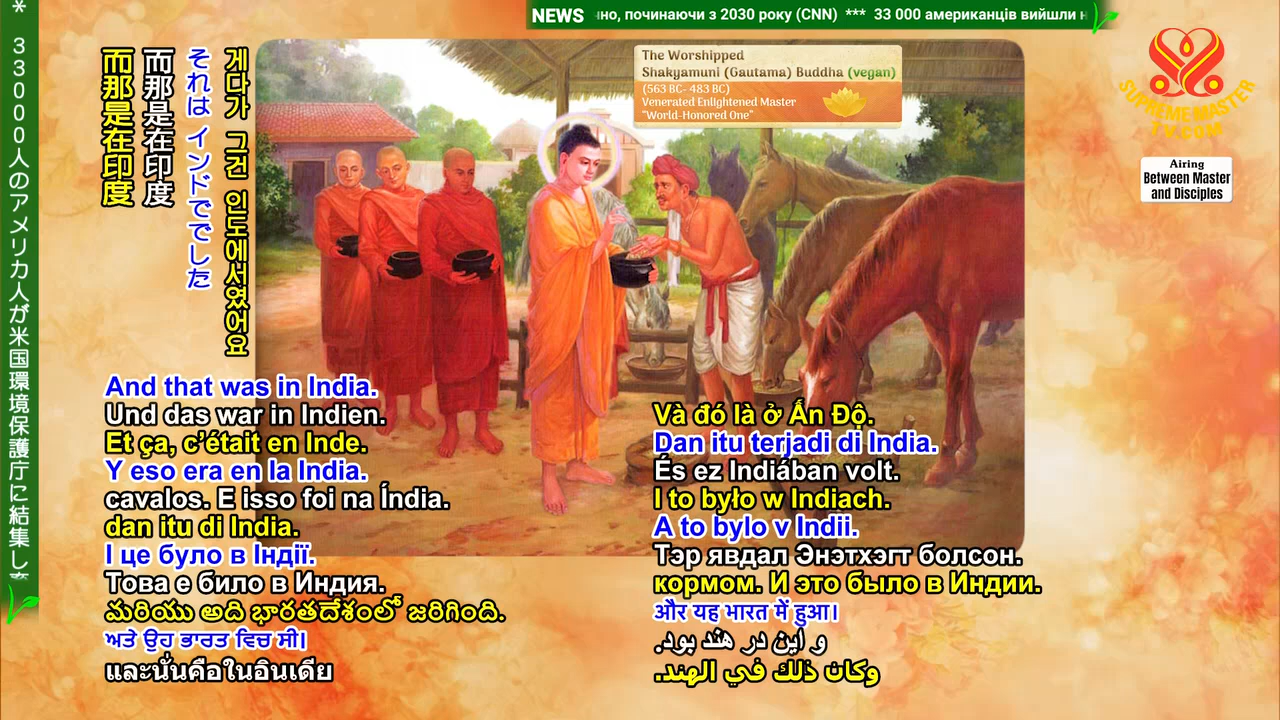 NEWS чно, починаючи з 2030 року (CNN) *** 33 000 американців вийшли н
* 33000人のアメリカ人が米国環境保護庁に結集し
The Worshipped
Shakyamuni (Gautama) Buddha (vegan)
(563 BC- 483 BC)
Venerated Enlightened Master
"World-Honored One"
SUPREME MASTER
TV.COM
Airing
Between Master
and Disciples
게다가 그건 인도에서였어요
それは インドででした
而那是在印度
而那是在印度
And that was in India.
Und das war in Indien.
Et ça, c’était en Inde.
Y eso era en la India.
cavalos. E isso foi na Índia.
dan itu di India.
І це було в Індії.
Това е било в Индия.
మరియు అది భారతదేశంలో జరిగింది.
ਅਤੇ ਉਹ ਭਾਰਤ ਵਿਚ ਸੀ।
และนั่นคือในอินเดีย
Và đó là ở Ấn Độ.
Dan itu terjadi di India.
És ez Indiában volt.
I to było w Indiach.
A to bylo v Indii.
Тэр явдал Энэтхэгт болсон.
кормом. И это было в Индии.
और यह भारत में हुआ।
و این در هند بود.
وكان ذلك في الهند.